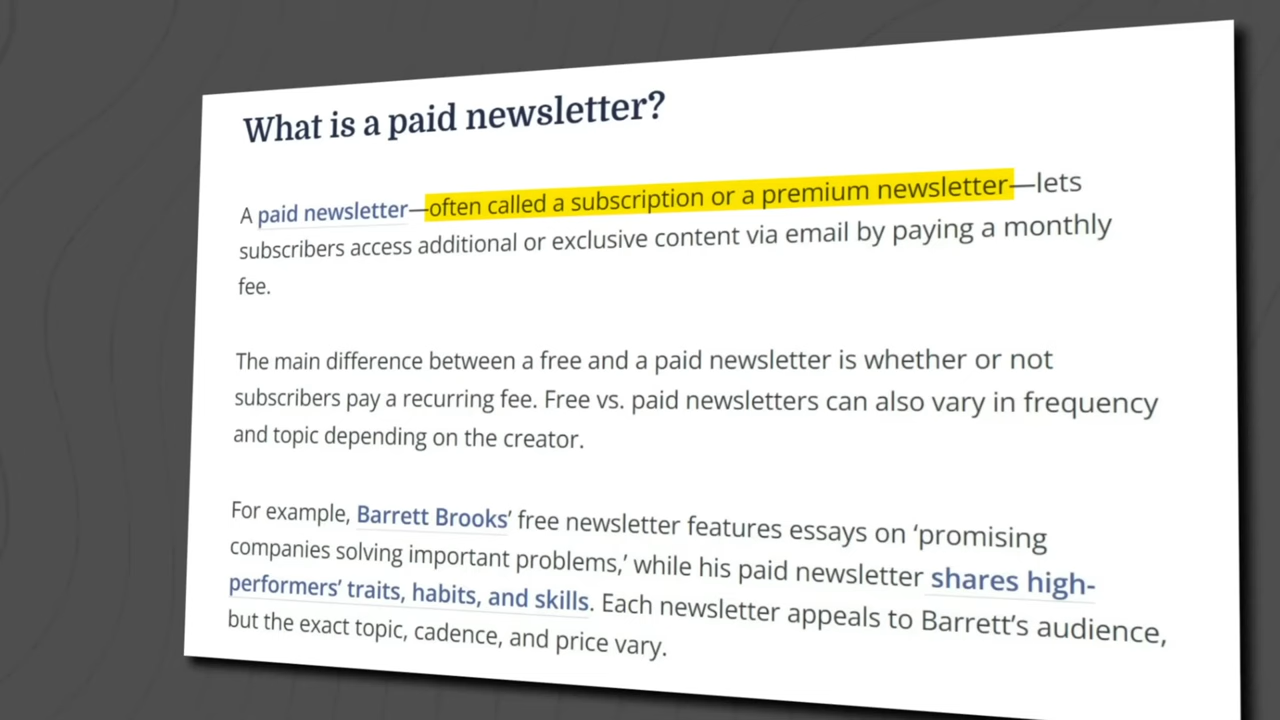 What is a paid newsletter?
A paid newsletter—often called a subscription or a premium newsletter—lets
subscribers access additional or exclusive content via email by paying a monthly
fee.
The main difference between a free and a paid newsletter is whether or not
subscribers pay a recurring fee. Free vs. paid newsletters can also vary in frequency
and topic depending on the creator.
For example, Barrett Brooks’ free newsletter features essays on ‘promising
companies solving important problems,’ while his paid newsletter shares high-
performers’ traits, habits, and skills. Each newsletter appeals to Barrett’s audience,
but the exact topic, cadence, and price vary.